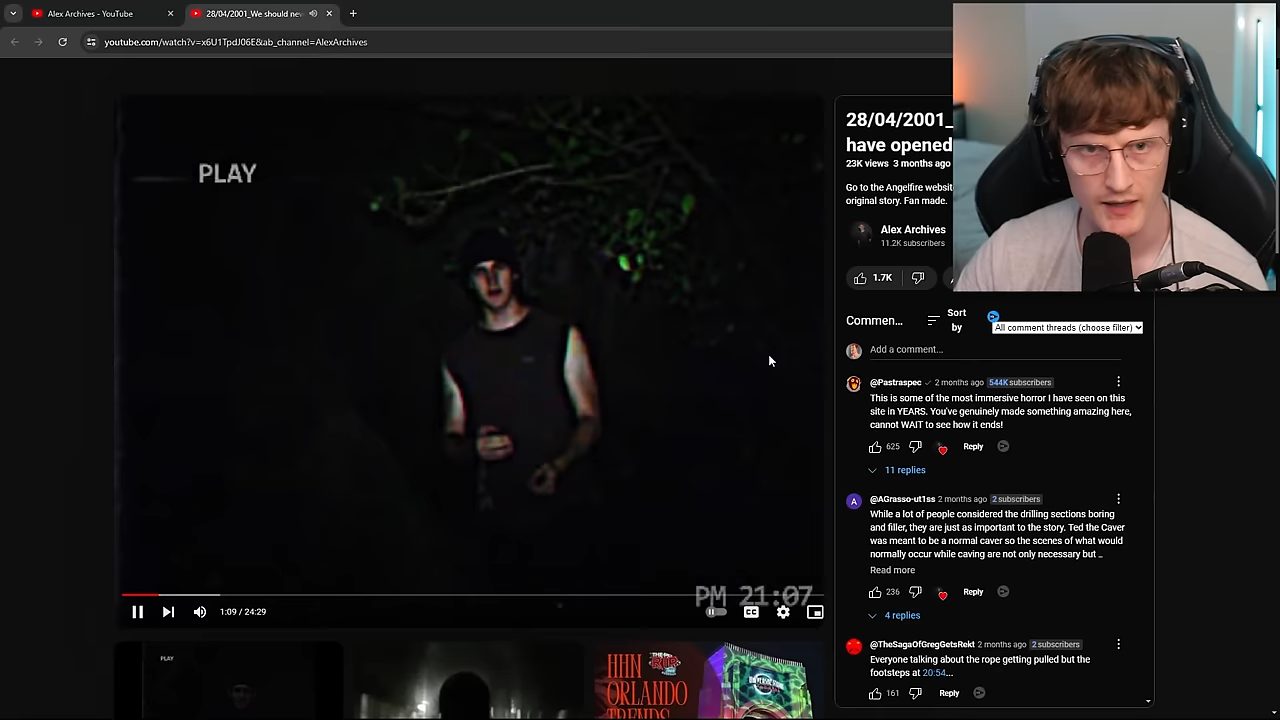 Alex Archives - YouTube
28/04/2001_We should nev
youtube.com/watch?v=x6U1TpdJ06E&ab_channel=AlexArchives
PLAY
PM 21:07
1:09 / 24:29
CC
28/04/2001_
have opened
23K views 3 months ago
Go to the Angelfire websit
original story. Fan made.
Alex Archives
11.2K subscribers
1.7K
Commen...
Sort by
All comment threads (choose filter)
Add a comment...
@Pastraspec 2 months ago 544K subscribers
This is some of the most immersive horror I have seen on this
site in YEARS. You've genuinely made something amazing here,
cannot WAIT to see how it ends!
625 Reply
11 replies
A
@AGrasso-ut1ss 2 months ago 2 subscribers
While a lot of people considered the drilling sections boring
and filler, they are just as important to the story. Ted the Caver
was meant to be a normal caver so the scenes of what would
normally occur while caving are not only necessary but ..
Read more
236 Reply
4 replies
@TheSagaOfGregGetsRekt 2 months ago 2 subscribers
Everyone talking about the rope getting pulled but the
footsteps at 20:54...
161 Reply
PLAY
HHN
ORLANDO
TRENDS